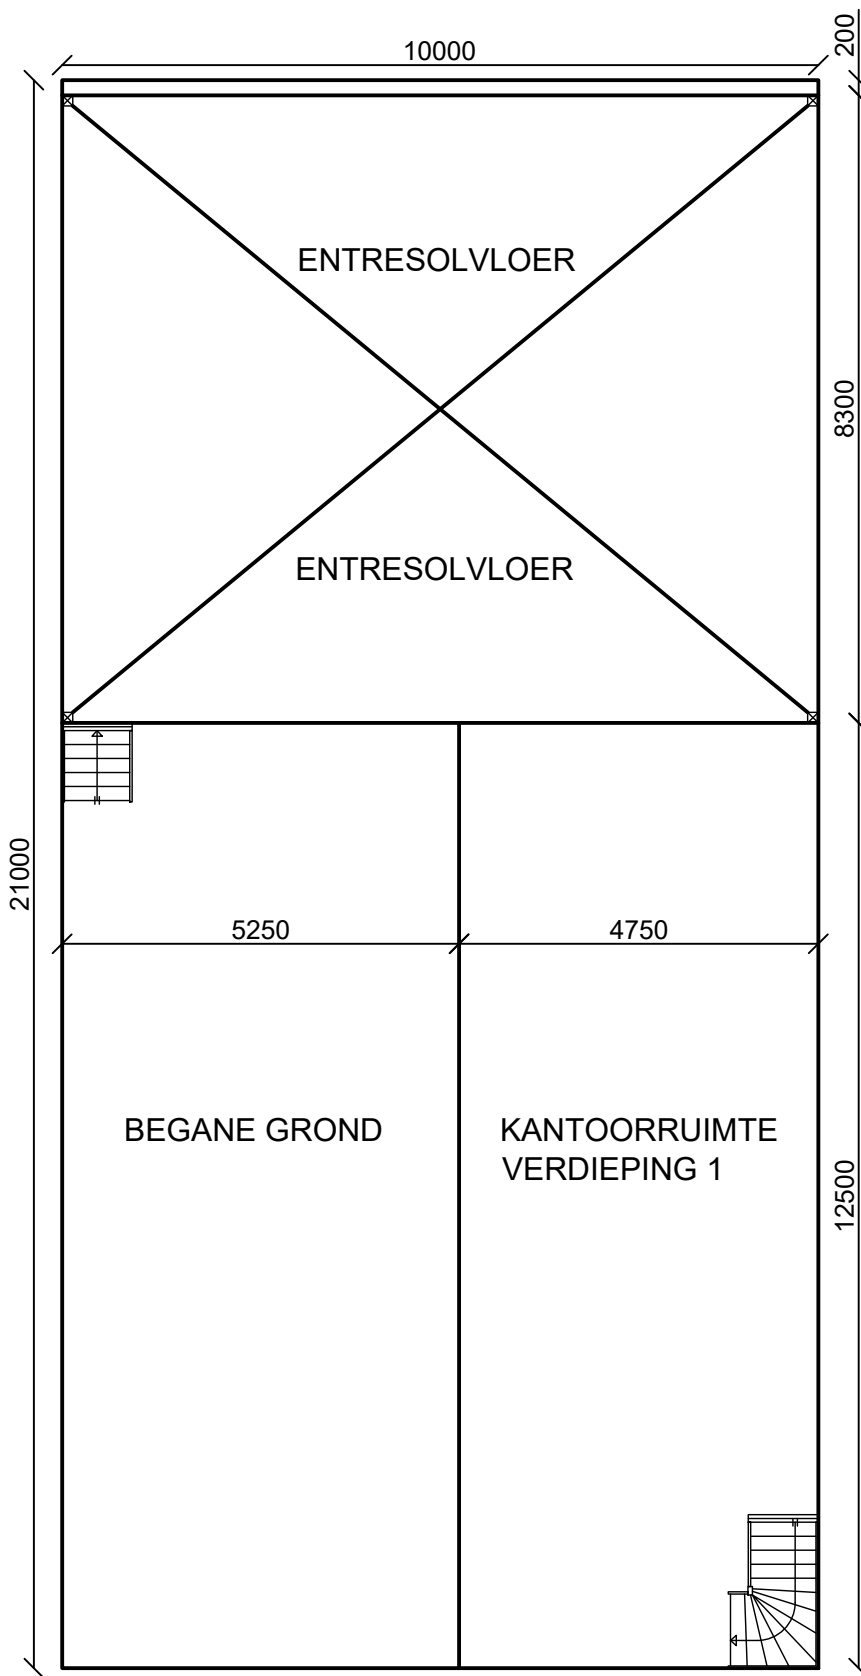 200
10000
ENTRESOLVLOER
8300
ENTRESOLVLOER
21000
5250
4750
BEGANE GROND
KANTOORRUIMTE
VERDIEPING 1
12500